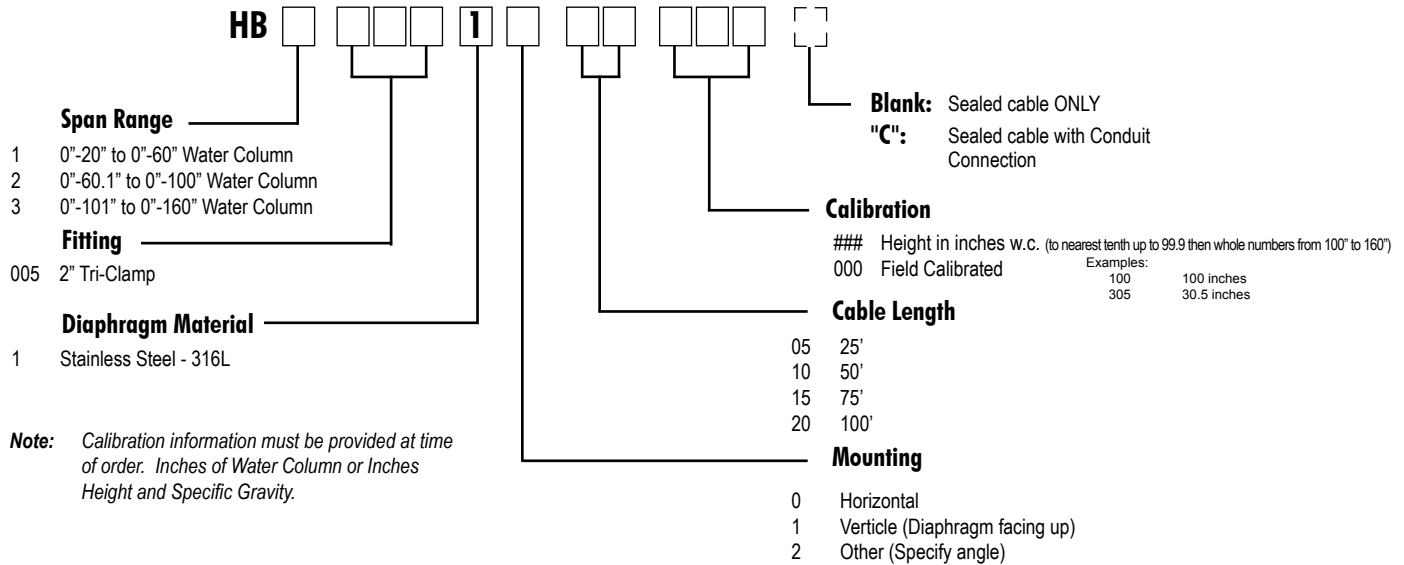 HB 1
Span Range
1 0"-20" to 0"-60" Water Column
2 0"-60.1" to 0"-100" Water Column
3 0"-101" to 0"-160" Water Column
Fitting
005 2" Tri-Clamp
Diaphragm Material
1 Stainless Steel - 316L
Note: Calibration information must be provided at time
of order. Inches of Water Column or Inches
Height and Specific Gravity.
Blank: Sealed cable ONLY
"C": Sealed cable with Conduit
Connection
Calibration
### Height in inches w.c. (to nearest tenth up to 99.9 then whole numbers from 100" to 160")
000 Field Calibrated
Examples:
100 100 inches
305 30.5 inches
Cable Length
05 25'
10 50'
15 75'
20 100'
Mounting
0 Horizontal
1 Verticle (Diaphragm facing up)
2 Other (Specify angle)